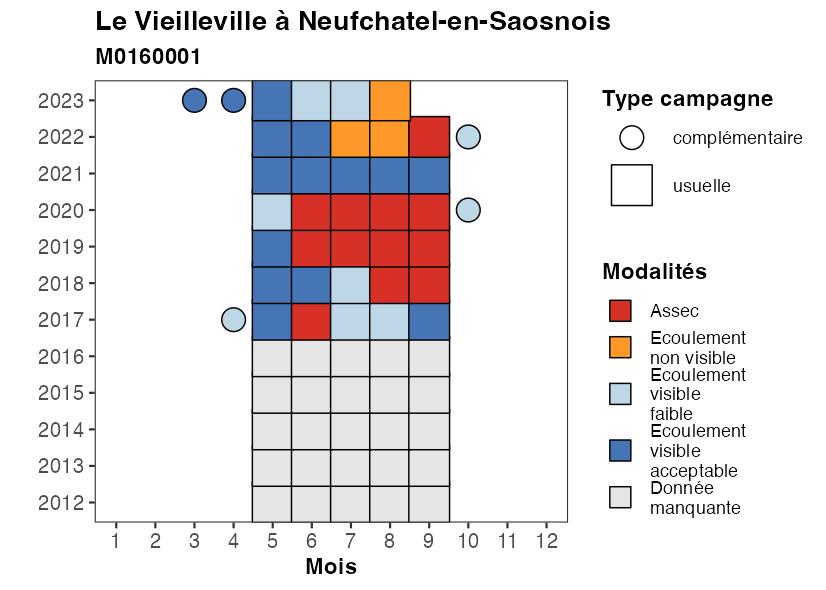 Le Vieilleville à Neufchatel-en-Saosnois
M0160001
2023
2022
2021
2020
2019
2018
2017
2016
2015
2014
2013
2012
1 2 3 4 5 6 7 8 9 10 11 12
Mois
Type campagne
complémentaire
usuelle
Modalités
Assec
Ecoulement
non visible
Ecoulement
visible
faible
Ecoulement
visible
acceptable
Donnée
manquante